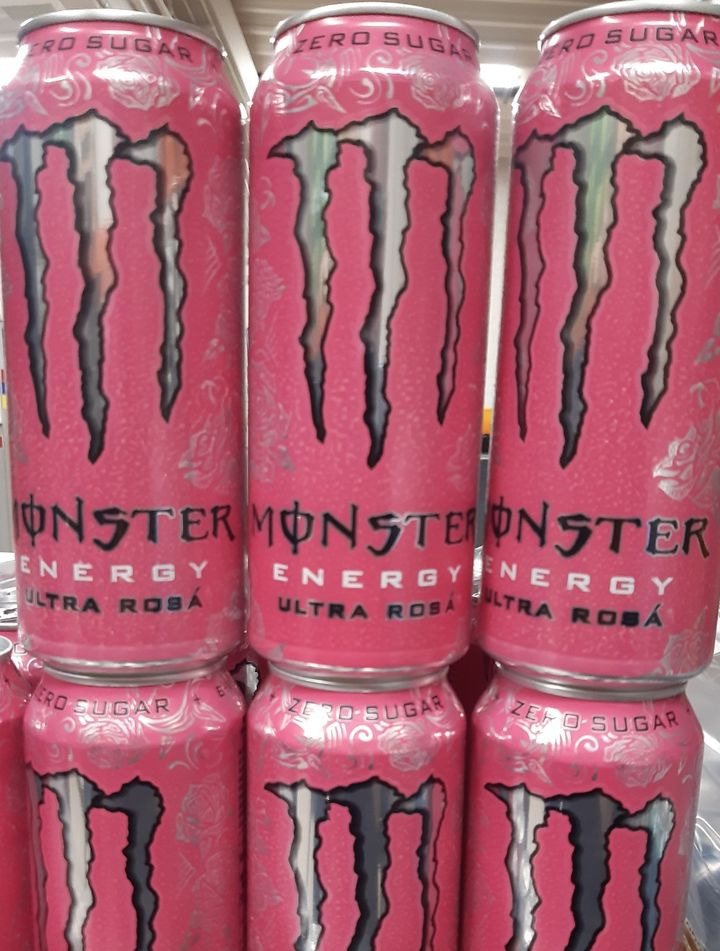 ZERO SUGAR
MONSTER
ENERGY
ULTRA ROSÁ
ZERO SUGAR
MONSTER
ENERGY
ULTRA ROSÁ
ZERO SUGAR
MONSTER
ENERGY
ULTRA ROSÁ
ZERO SUGAR +
ZERO SUGAR
ZERO SUGAR